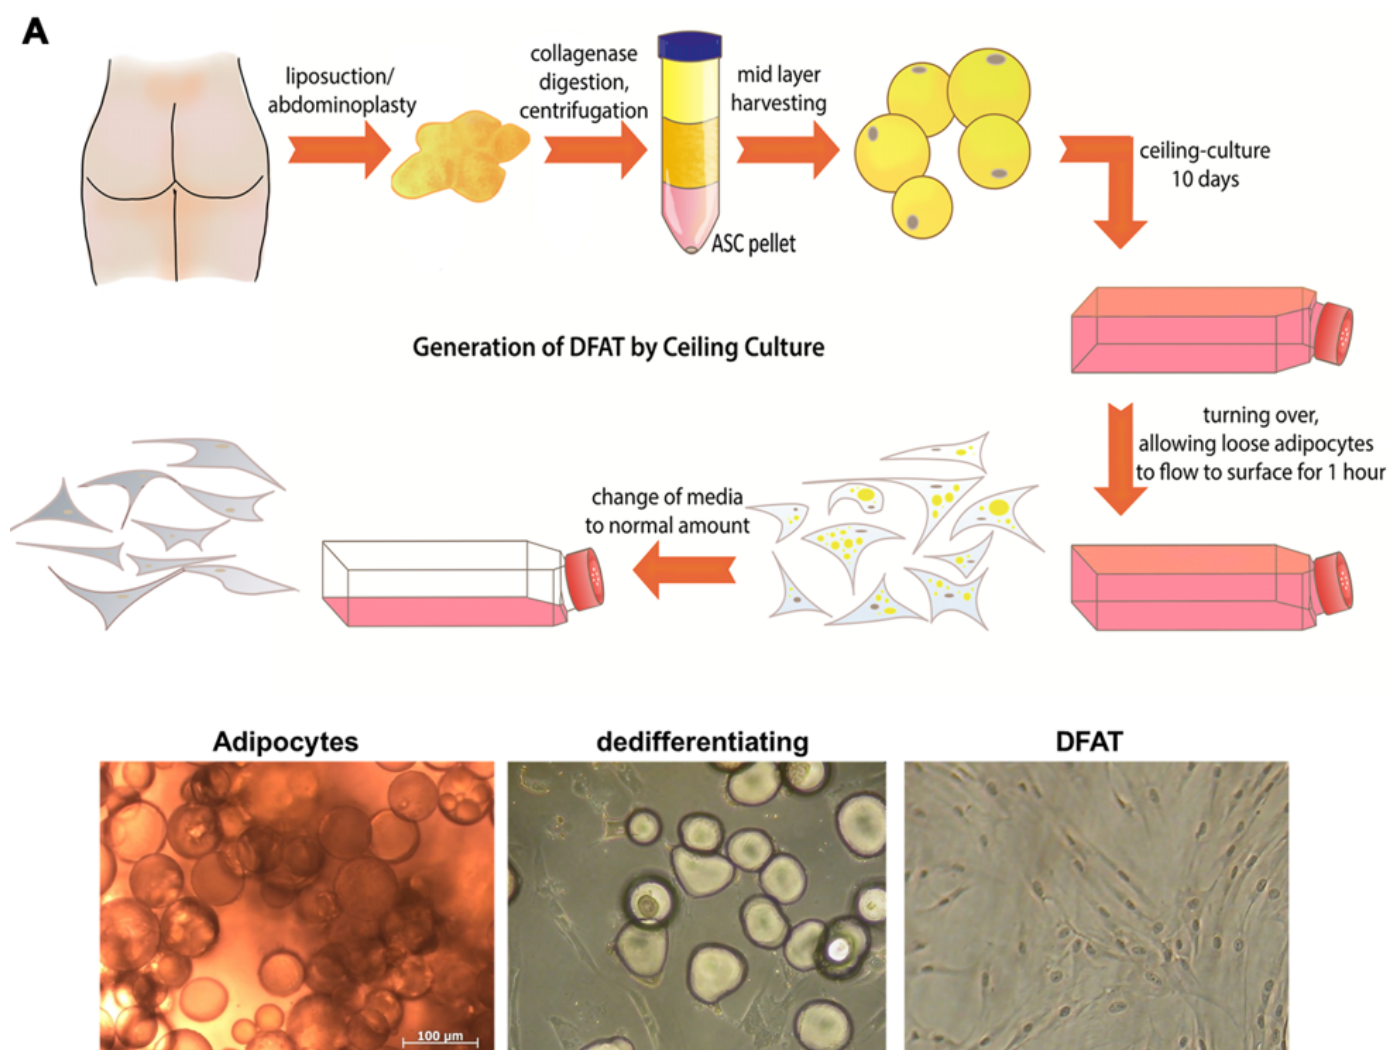 A
liposuction/
abdominoplasty
collagenase
digestion,
centrifugation
mid layer
harvesting
ASC pellet
ceiling-culture
10 days
Generation of DFAT by Ceiling Culture
turning over,
allowing loose adipocytes
to flow to surface for 1 hour
change of media
to normal amount
Adipocytes
dedifferentiating
DFAT
100 µm